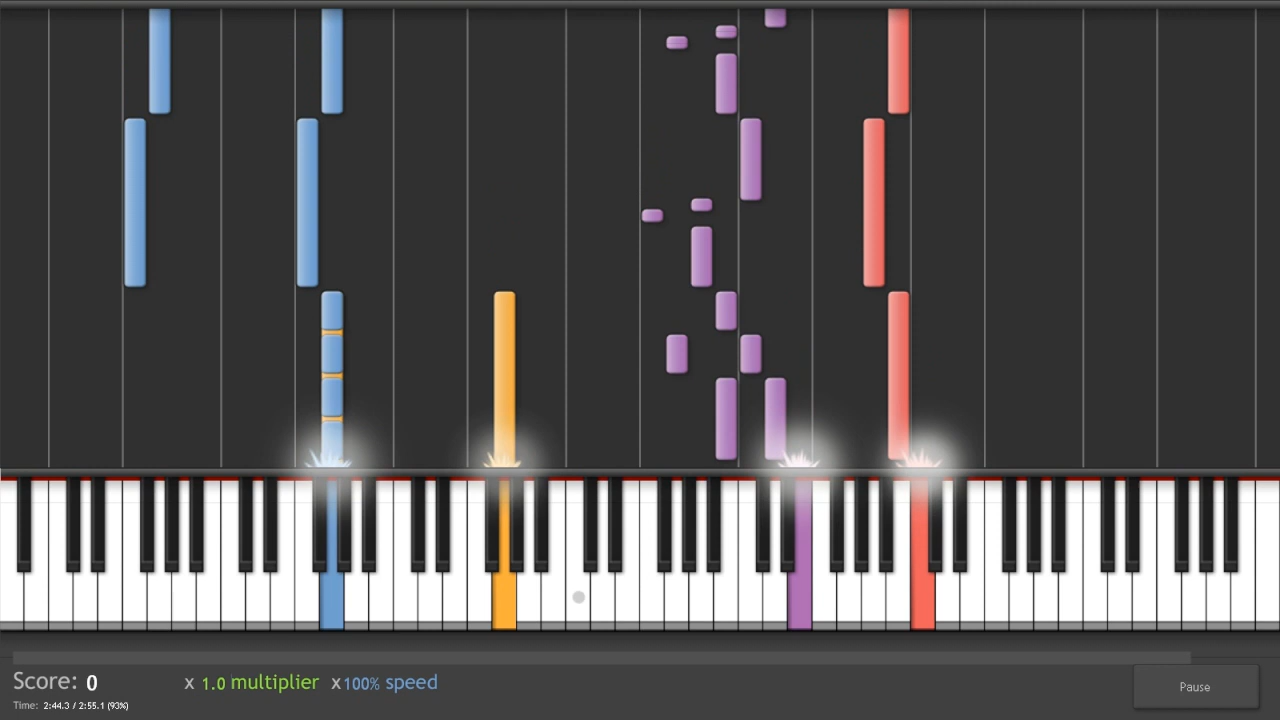 Score: 0 x 1.0 multiplier x100% speed
Pause
Time: 2:44.3 / 2:55.1 (93%)